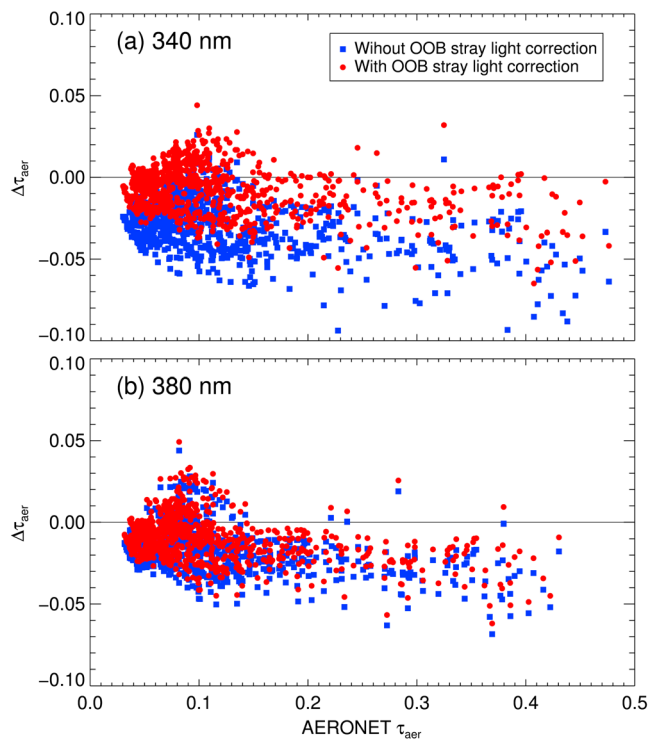 (a) 340 nm
Wihout OOB stray light correction
With OOB stray light correction
0.10
0.05
0.00
−0.05
−0.10
Δτaer
(b) 380 nm
0.10
0.05
0.00
−0.05
−0.10
Δτaer
0.0 0.1 0.2 0.3 0.4 0.5
AERONET τaer